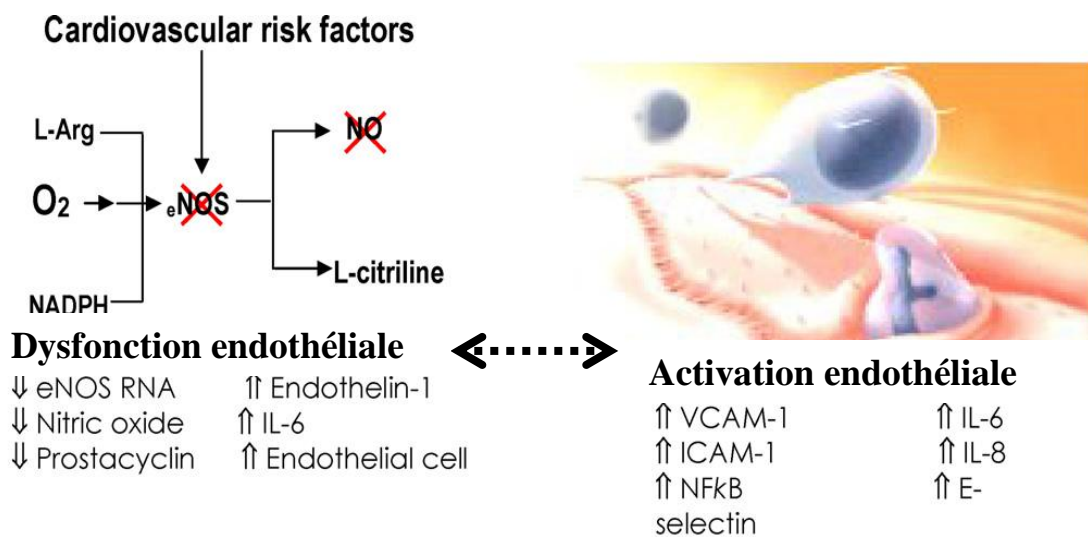 Cardiovascular risk factors
L-Arg
NO
O2
eNOS
L-citriline
NADPH
Dysfonction endothéliale
⇓ eNOS RNA ⇑ Endothelin-1
⇓ Nitric oxide ⇑ IL-6
⇓ Prostacyclin ⇑ Endothelial cell
Activation endothéliale
⇑ VCAM-1 ⇑ IL-6
⇑ ICAM-1 ⇑ IL-8
⇑ NFkB ⇑ E-
selectin